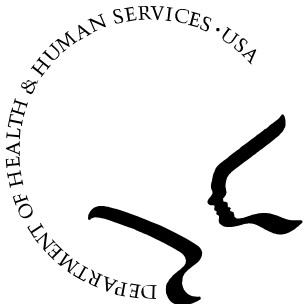 DEPARTMENT OF HEALTH & HUMAN SERVICES · USA